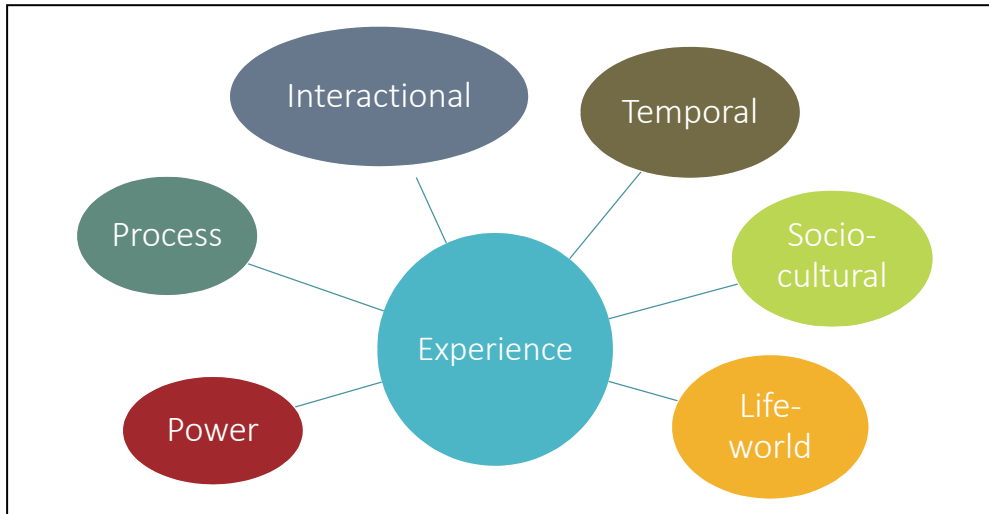 Interactional
Temporal
Process
Socio-
cultural
Experience
Power
Life-
world